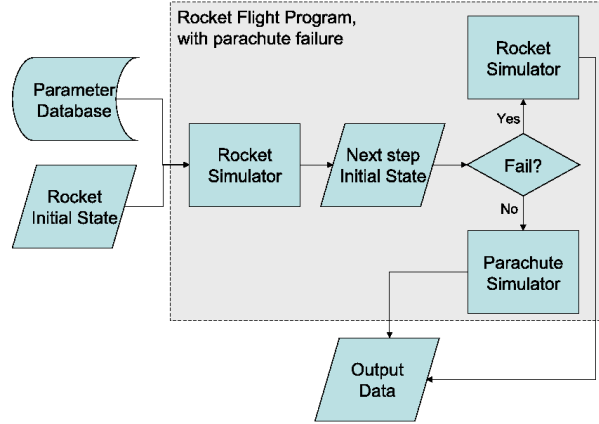 Rocket Flight Program,
with parachute failure
Parameter
Database
Rocket
Initial State
Rocket
Simulator
Next step
Initial State
Rocket
Simulator
Yes
Fail?
No
Parachute
Simulator
Output
Data